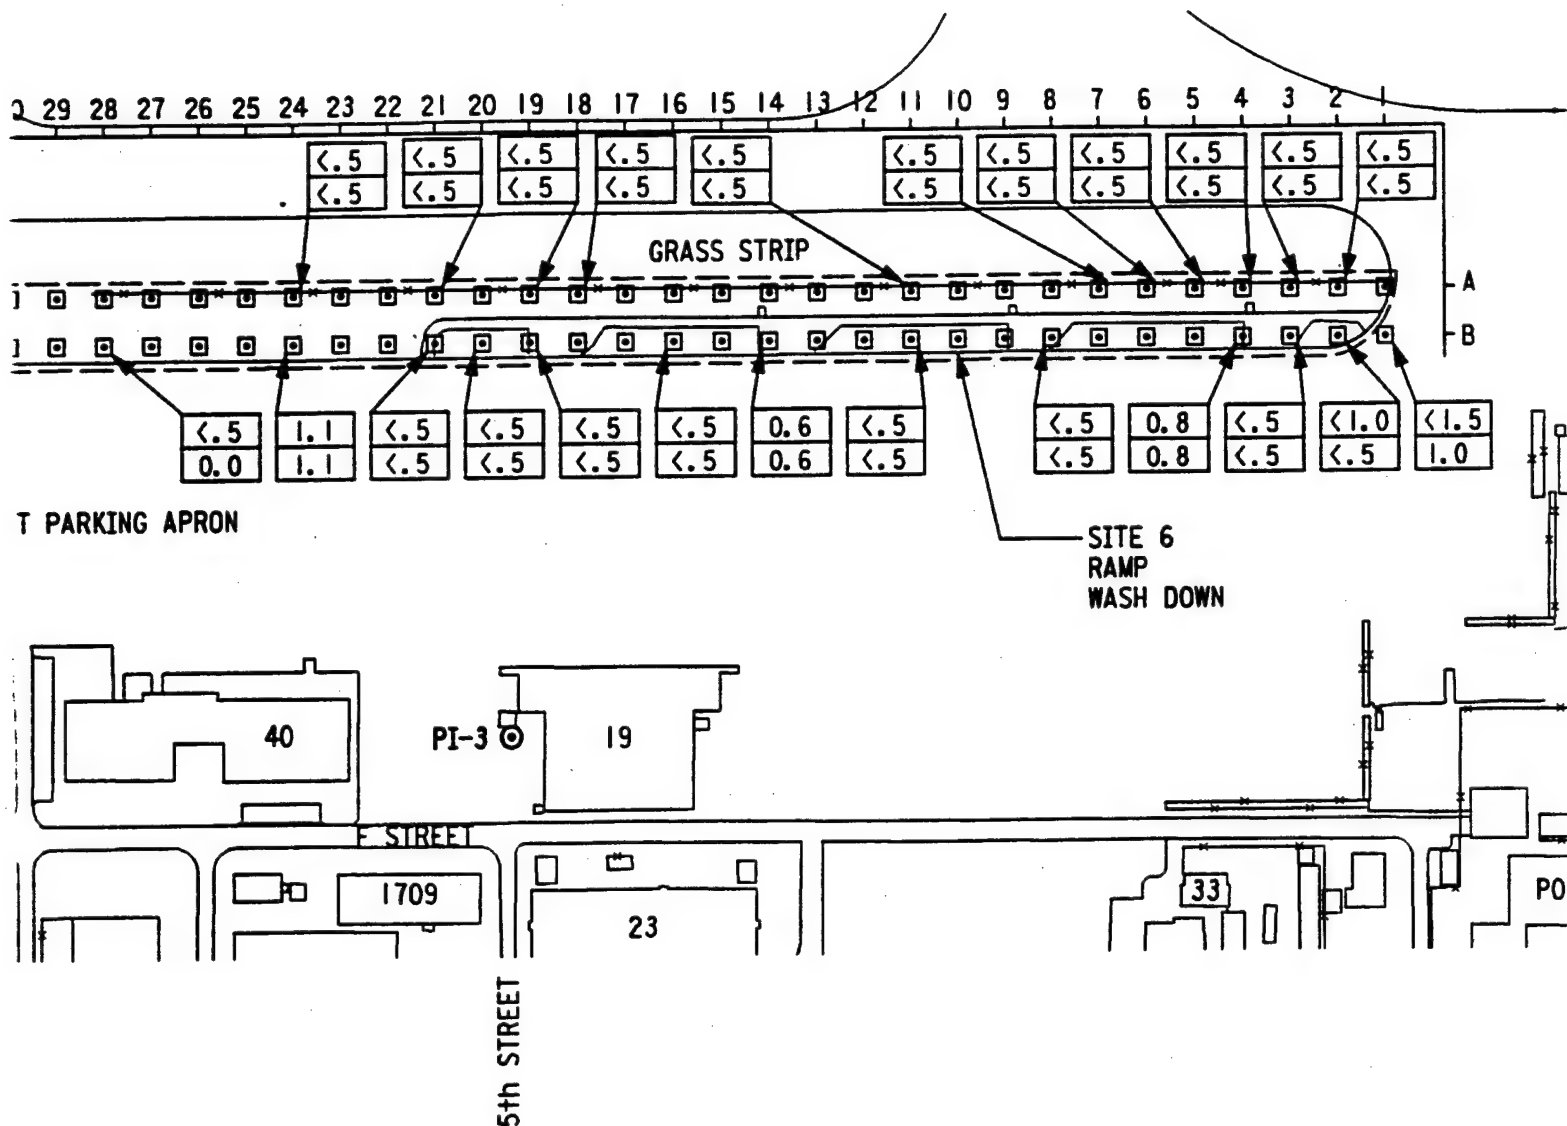 29 28 27 26 25 24 23 22 21 20 19 18 17 16 15 14 13 12 11 10 9 8 7 6 5 4 3 2 1
<.5 <.5 <.5 <.5 <.5 <.5 <.5 <.5 <.5 <.5 <.5
<.5 <.5 <.5 <.5 <.5 <.5 <.5 <.5 <.5 <.5 <.5
GRASS STRIP
A
B
<.5 1.1 <.5 <.5 <.5 <.5 0.6 <.5 <.5 0.8 <.5 <1.0 <1.5
0.0 1.1 <.5 <.5 <.5 <.5 0.6 <.5 <.5 0.8 <.5 <.5 1.0
T PARKING APRON
SITE 6
RAMP
WASH DOWN
40
PI-3
19
F STREET
1709
23
33
PO
5th STREET